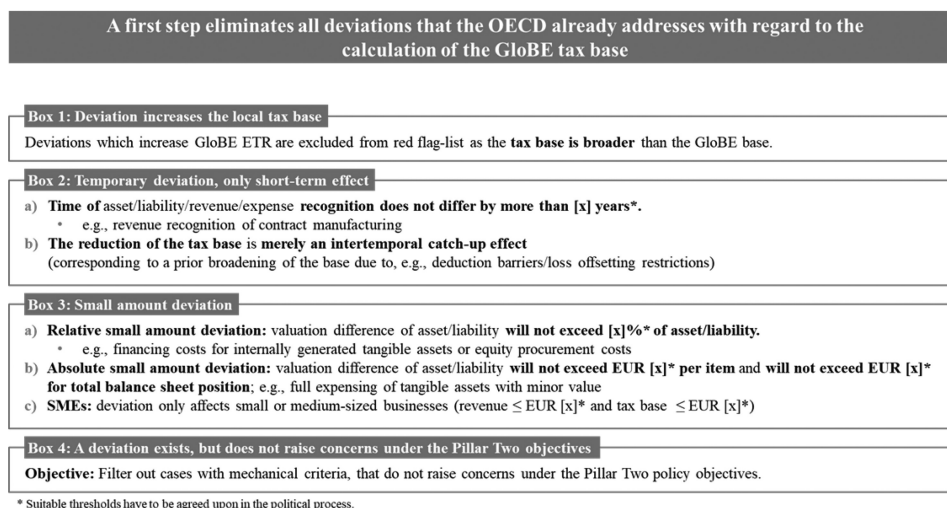 A first step eliminates all deviations that the OECD already addresses with regard to the
calculation of the GloBE tax base
Box 1: Deviation increases the local tax base
Deviations which increase GloBE ETR are excluded from red flag-list as the tax base is broader than the GloBE base.
Box 2: Temporary deviation, only short-term effect
a) Time of asset/liability/revenue/expense recognition does not differ by more than [x] years*.
* e.g., revenue recognition of contract manufacturing
b) The reduction of the tax base is merely an intertemporal catch-up effect
(corresponding to a prior broadening of the base due to, e.g., deduction barriers/loss offsetting restrictions)
Box 3: Small amount deviation
a) Relative small amount deviation: valuation difference of asset/liability will not exceed [x]%* of asset/liability.
* e.g., financing costs for internally generated tangible assets or equity procurement costs
b) Absolute small amount deviation: valuation difference of asset/liability will not exceed EUR [x]* per item and will not exceed EUR [x]*
for total balance sheet position; e.g., full expensing of tangible assets with minor value
c) SMEs: deviation only affects small or medium-sized businesses (revenue ≤ EUR [x]* and tax base ≤ EUR [x]*)
Box 4: A deviation exists, but does not raise concerns under the Pillar Two objectives
Objective: Filter out cases with mechanical criteria, that do not raise concerns under the Pillar Two policy objectives.
* Suitable thresholds have to be agreed upon in the political process.